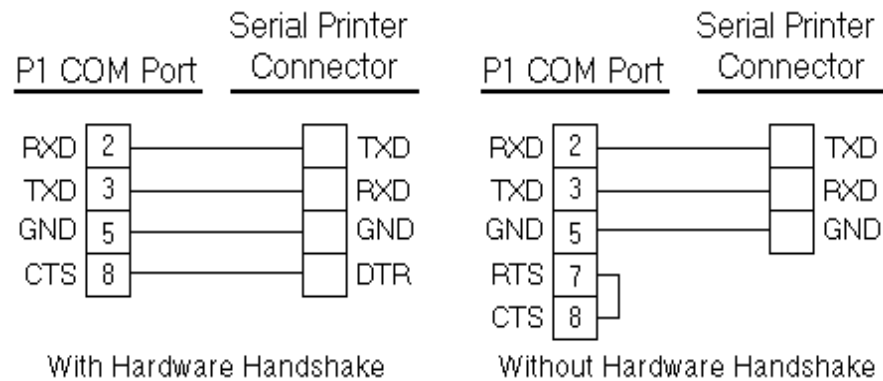 Serial Printer
P1 COM Port Connector
RXD 2 TXD
TXD 3 RXD
GND 5 GND
CTS 8 DTR
With Hardware Handshake
Serial Printer
P1 COM Port Connector
RXD 2 TXD
TXD 3 RXD
GND 5 GND
RTS 7
CTS 8
Without Hardware Handshake